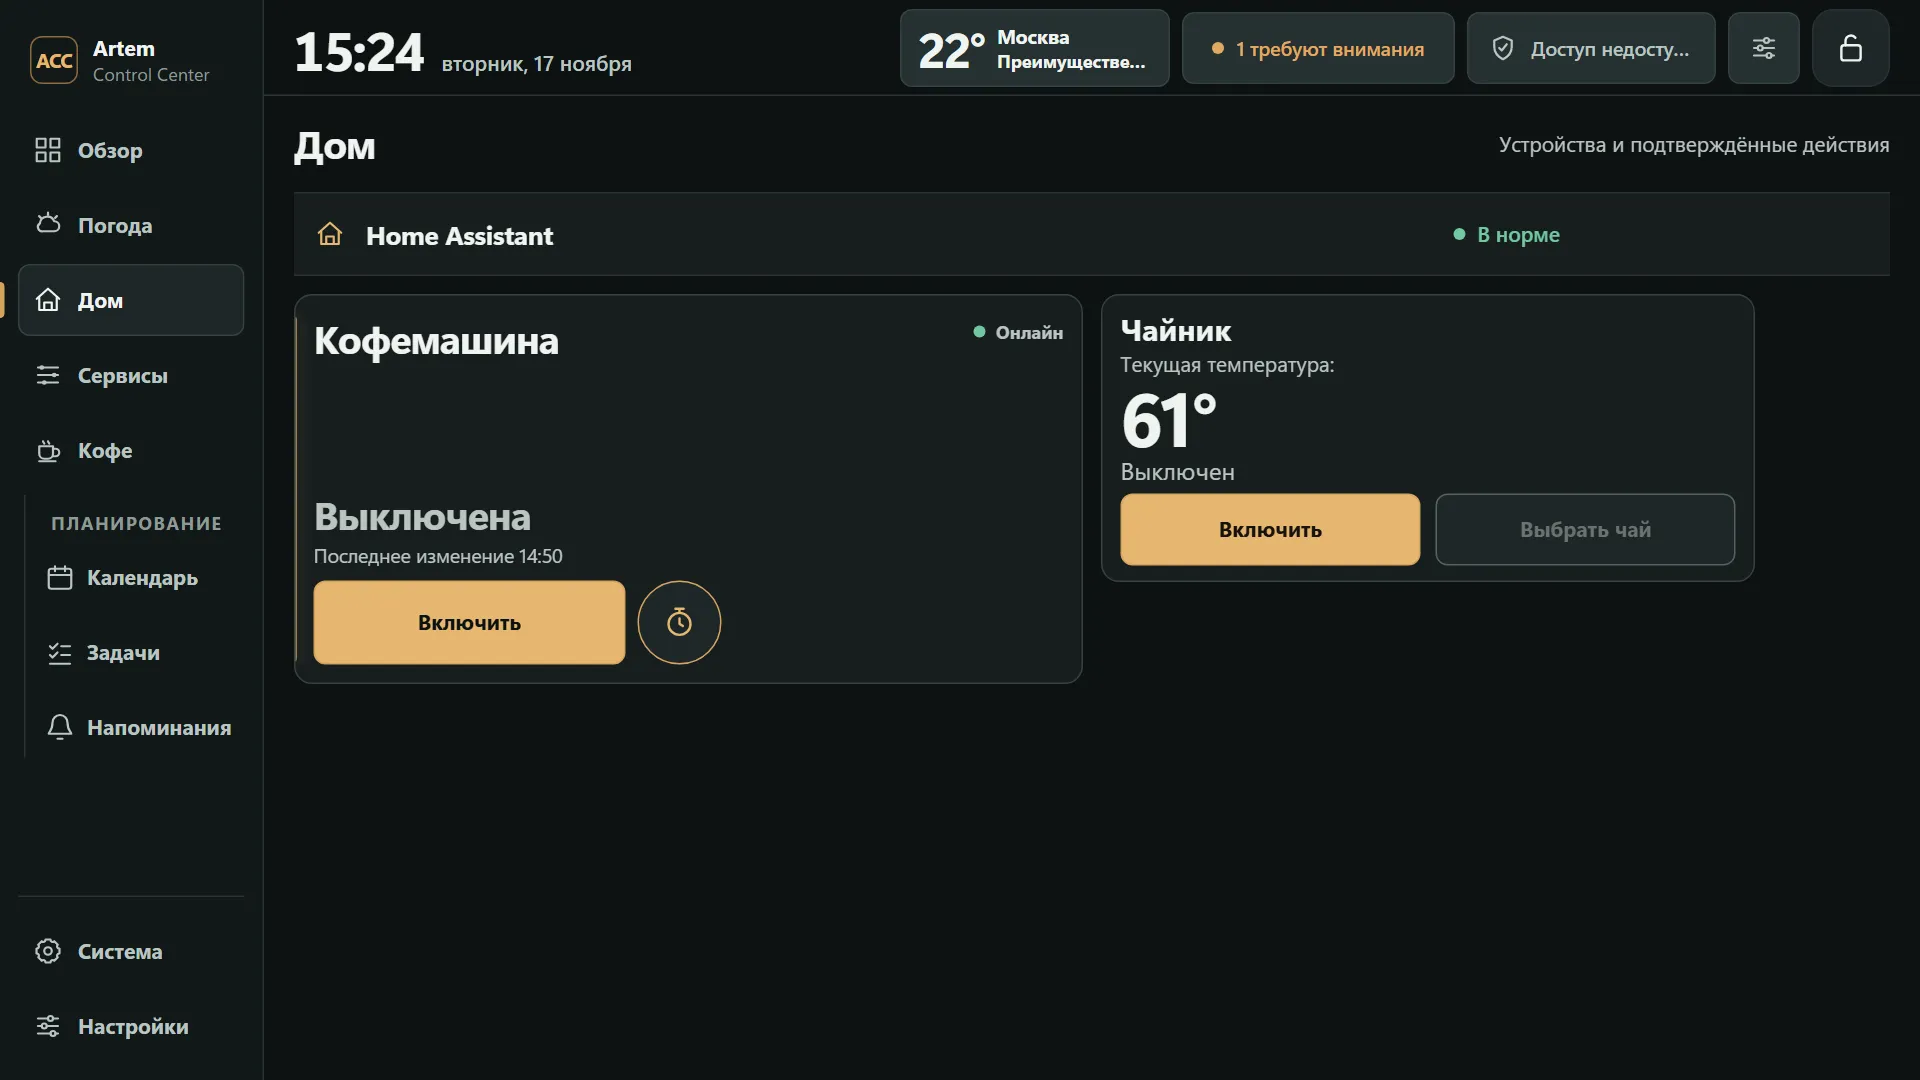 ACC
Artem
Control Center
Обзор
Погода
Дом
Сервисы
Кофе
ПЛАНИРОВАНИЕ
Календарь
Задачи
Напоминания
Система
Настройки
15:24 вторник, 17 ноября
22° Москва
Преимуществе...
1 требуют внимания
Доступ недосту...
Дом
Устройства и подтверждённые действия
Home Assistant
В норме
Кофемашина
Онлайн
Выключена
Последнее изменение 14:50
Включить
Чайник
Текущая температура:
61°
Выключен
Включить
Выбрать чай